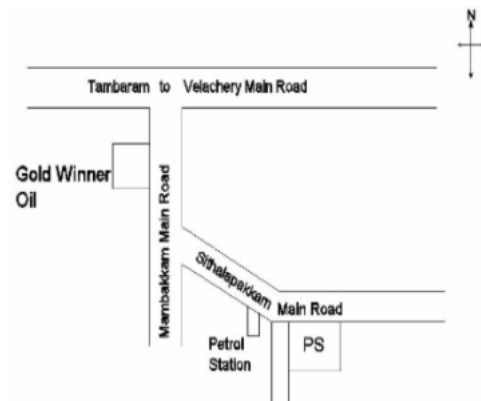 N
Tambaram to Velachery Main Road
Gold Winner
Oil
Mambakkam Main Road
Sithalapakkam
Main Road
Petrol
Station
PS